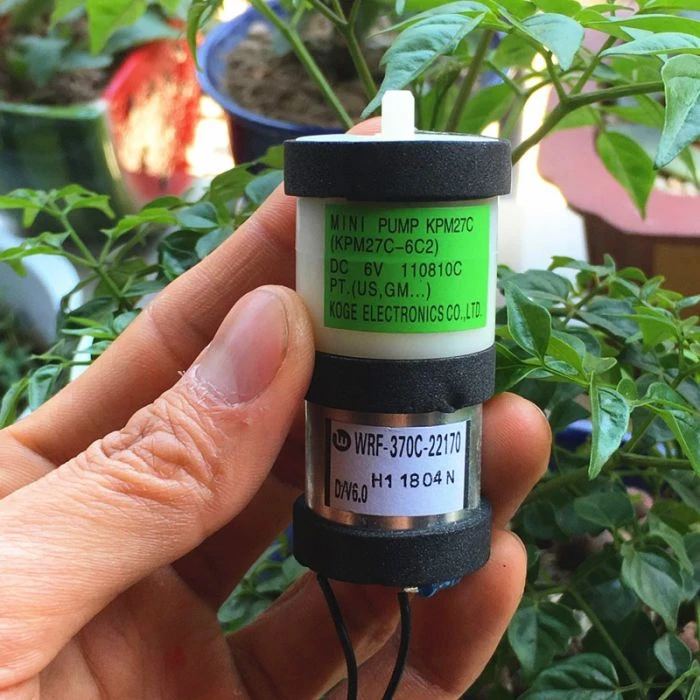 MINI PUMP KPM27C
(KPM27C-6C2)
DC 6V 110810C
PT.(US,GM...)
KOGE ELECTRONICS CO.,LTD.
WRF-370C-22170
H1 1804 N
D/V6.0